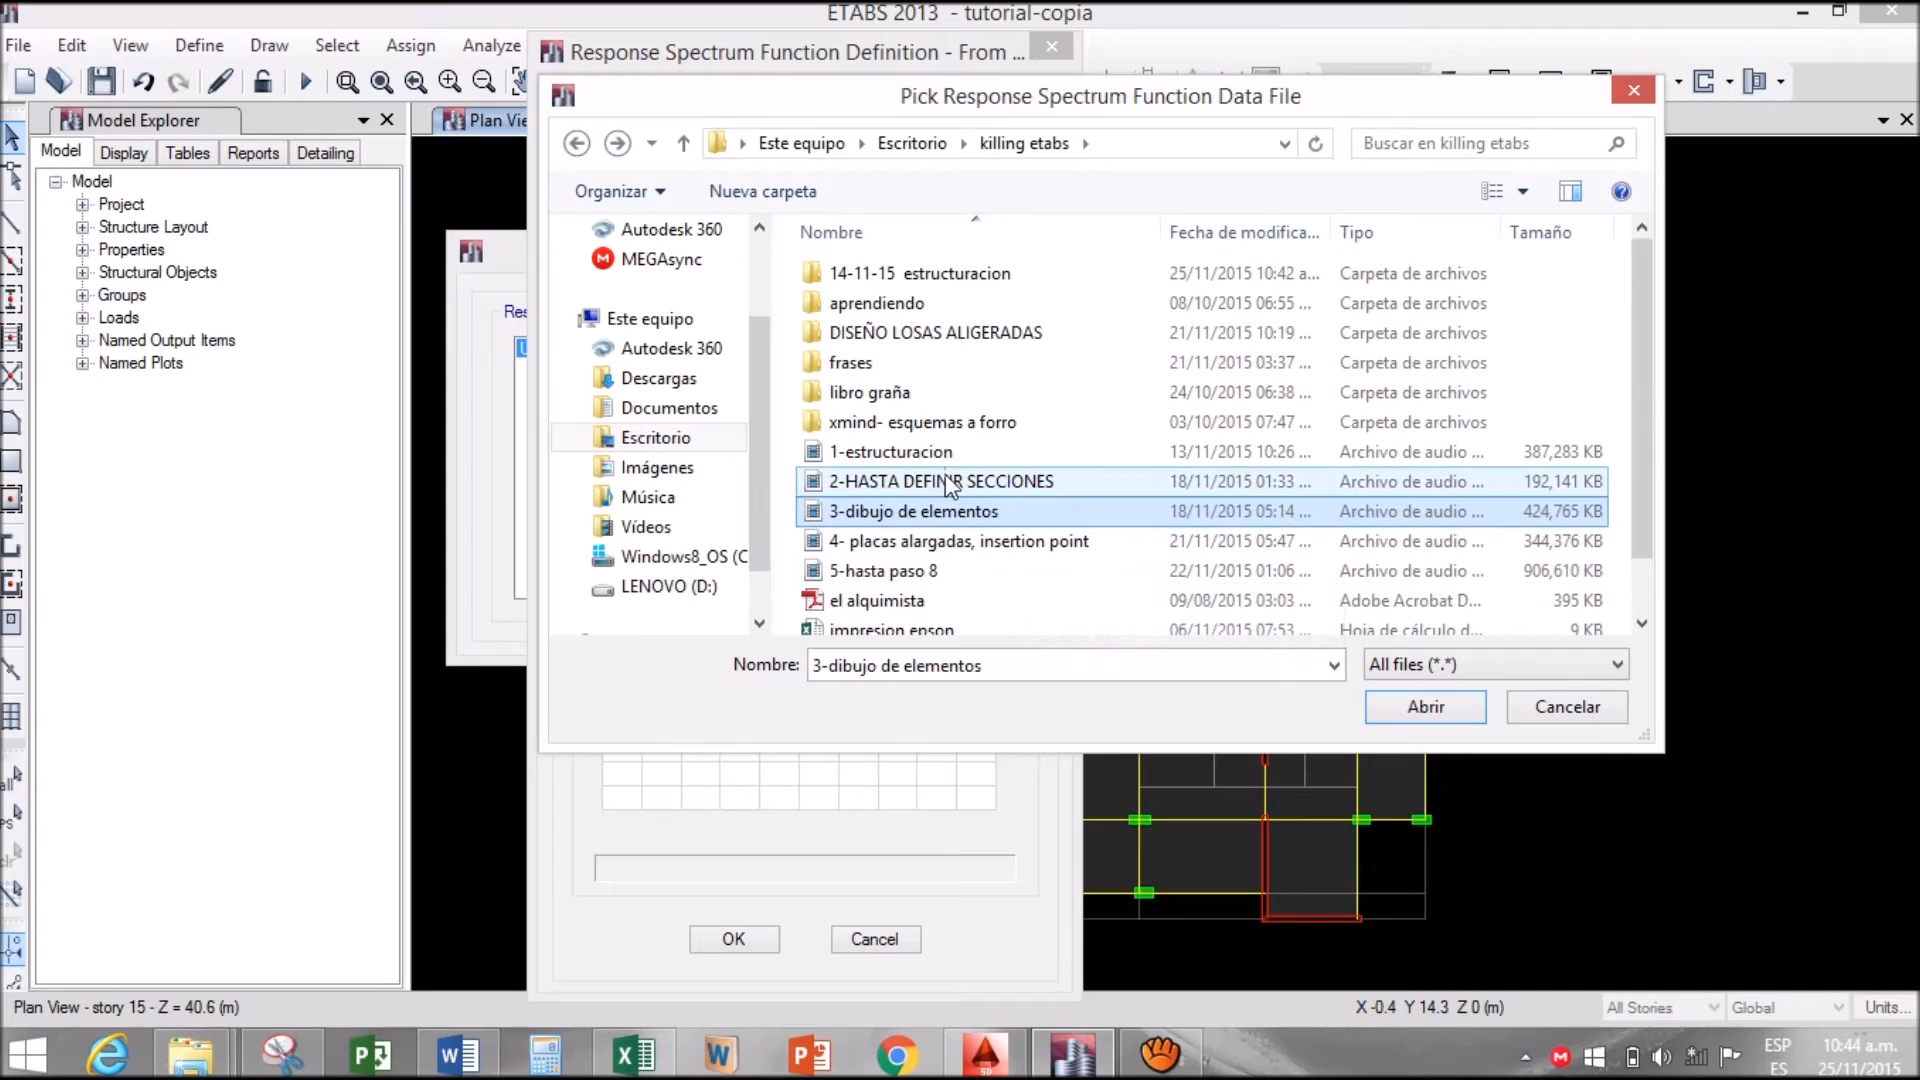 ETABS 2013 - tutorial-copia
File Edit View Define Draw Select Assign Analyze
Response Spectrum Function Definition - From ...
Pick Response Spectrum Function Data File
Model Explorer
Plan Vie
Model Display Tables Reports Detailing
Model
Project
Structure Layout
Properties
Structural Objects
Groups
Loads
Named Output Items
Named Plots
Res
Este equipo Escritorio killing etabs
Buscar en killing etabs
Organizar Nueva carpeta
Autodesk 360
MEGAsync
Este equipo
Autodesk 360
Descargas
Documentos
Escritorio
Imágenes
Música
Vídeos
Windows8_OS (C
LENOVO (D:)
Nombre Fecha de modifica... Tipo Tamaño
14-11-15 estructuracion 25/11/2015 10:42 a... Carpeta de archivos
aprendiendo 08/10/2015 06:55 ... Carpeta de archivos
DISEÑO LOSAS ALIGERADAS 21/11/2015 10:19 ... Carpeta de archivos
frases 21/11/2015 03:37 ... Carpeta de archivos
libro graña 24/10/2015 06:38 ... Carpeta de archivos
xmind- esquemas a forro 03/10/2015 07:47 ... Carpeta de archivos
1-estructuracion 13/11/2015 10:26 ... Archivo de audio ... 387,283 KB
2-HASTA DEFINIR SECCIONES 18/11/2015 01:33 ... Archivo de audio ... 192,141 KB
3-dibujo de elementos 18/11/2015 05:14 ... Archivo de audio ... 424,765 KB
4- placas alargadas, insertion point 21/11/2015 05:47 ... Archivo de audio ... 344,376 KB
5-hasta paso 8 22/11/2015 01:06 ... Archivo de audio ... 906,610 KB
el alquimista 09/08/2015 03:03 ... Adobe Acrobat D... 395 KB
impresion epson 06/11/2015 07:53 ... Hoja de cálculo d... 9 KB
Nombre: 3-dibujo de elementos All files (*.*)
Abrir Cancelar
OK Cancel
Plan View - story 15 - Z = 40.6 (m) X -0.4 Y 14.3 Z 0 (m) All Stories Global Units...
ESP 10:44 a.m.
ES 25/11/2015